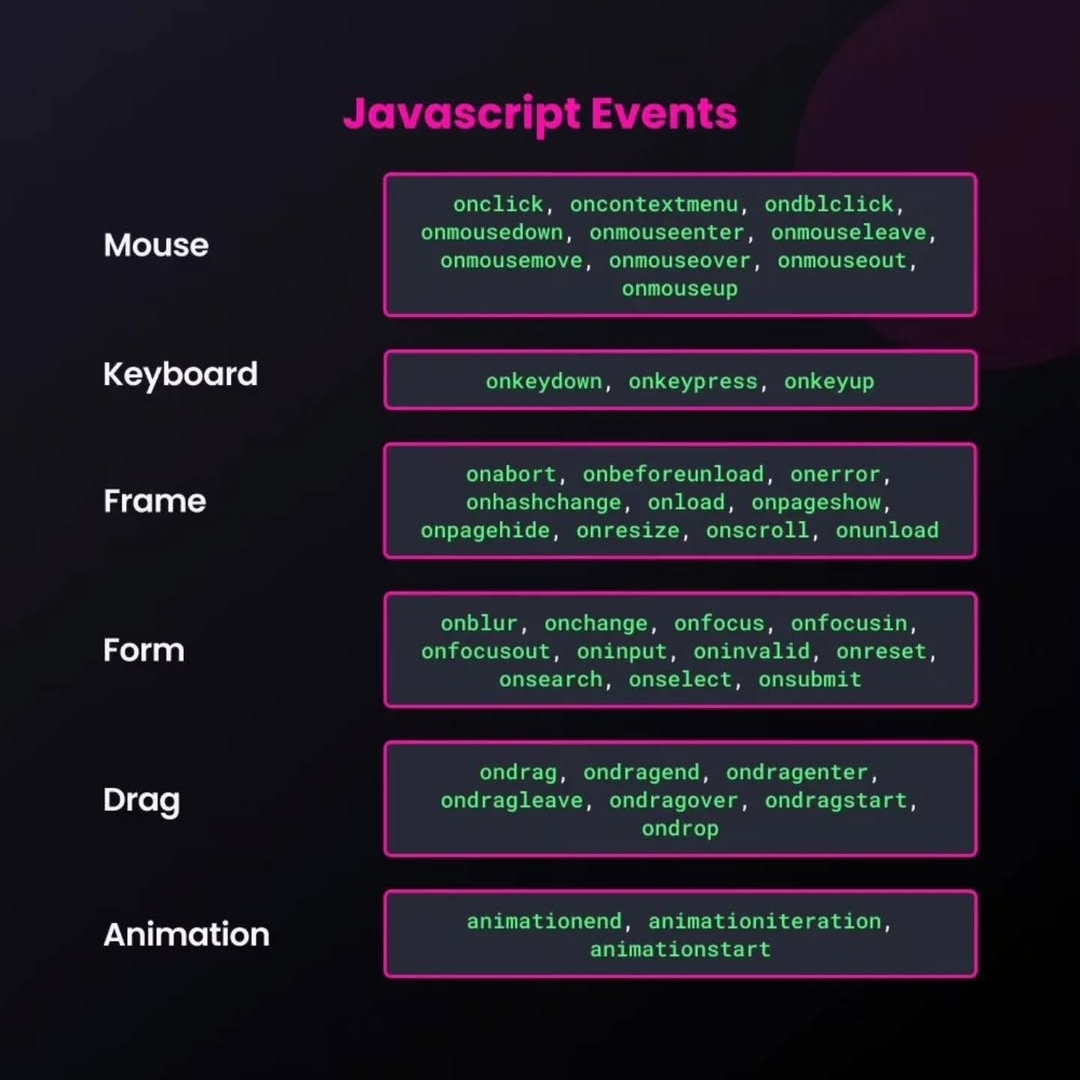 Javascript Events
Mouse
onclick, oncontextmenu, ondblclick,
onmousedown, onmouseenter, onmouseleave,
onmousemove, onmouseover, onmouseout,
onmouseup
Keyboard
onkeydown, onkeypress, onkeyup
Frame
onabort, onbeforeunload, onerror,
onhashchange, onload, onpageshow,
onpagehide, onresize, onscroll, onunload
Form
onblur, onchange, onfocus, onfocusin,
onfocusout, oninput, oninvalid, onreset,
onsearch, onselect, onsubmit
Drag
ondrag, ondragend, ondragenter,
ondragleave, ondragover, ondragstart,
ondrop
Animation
animationend, animationiteration,
animationstart